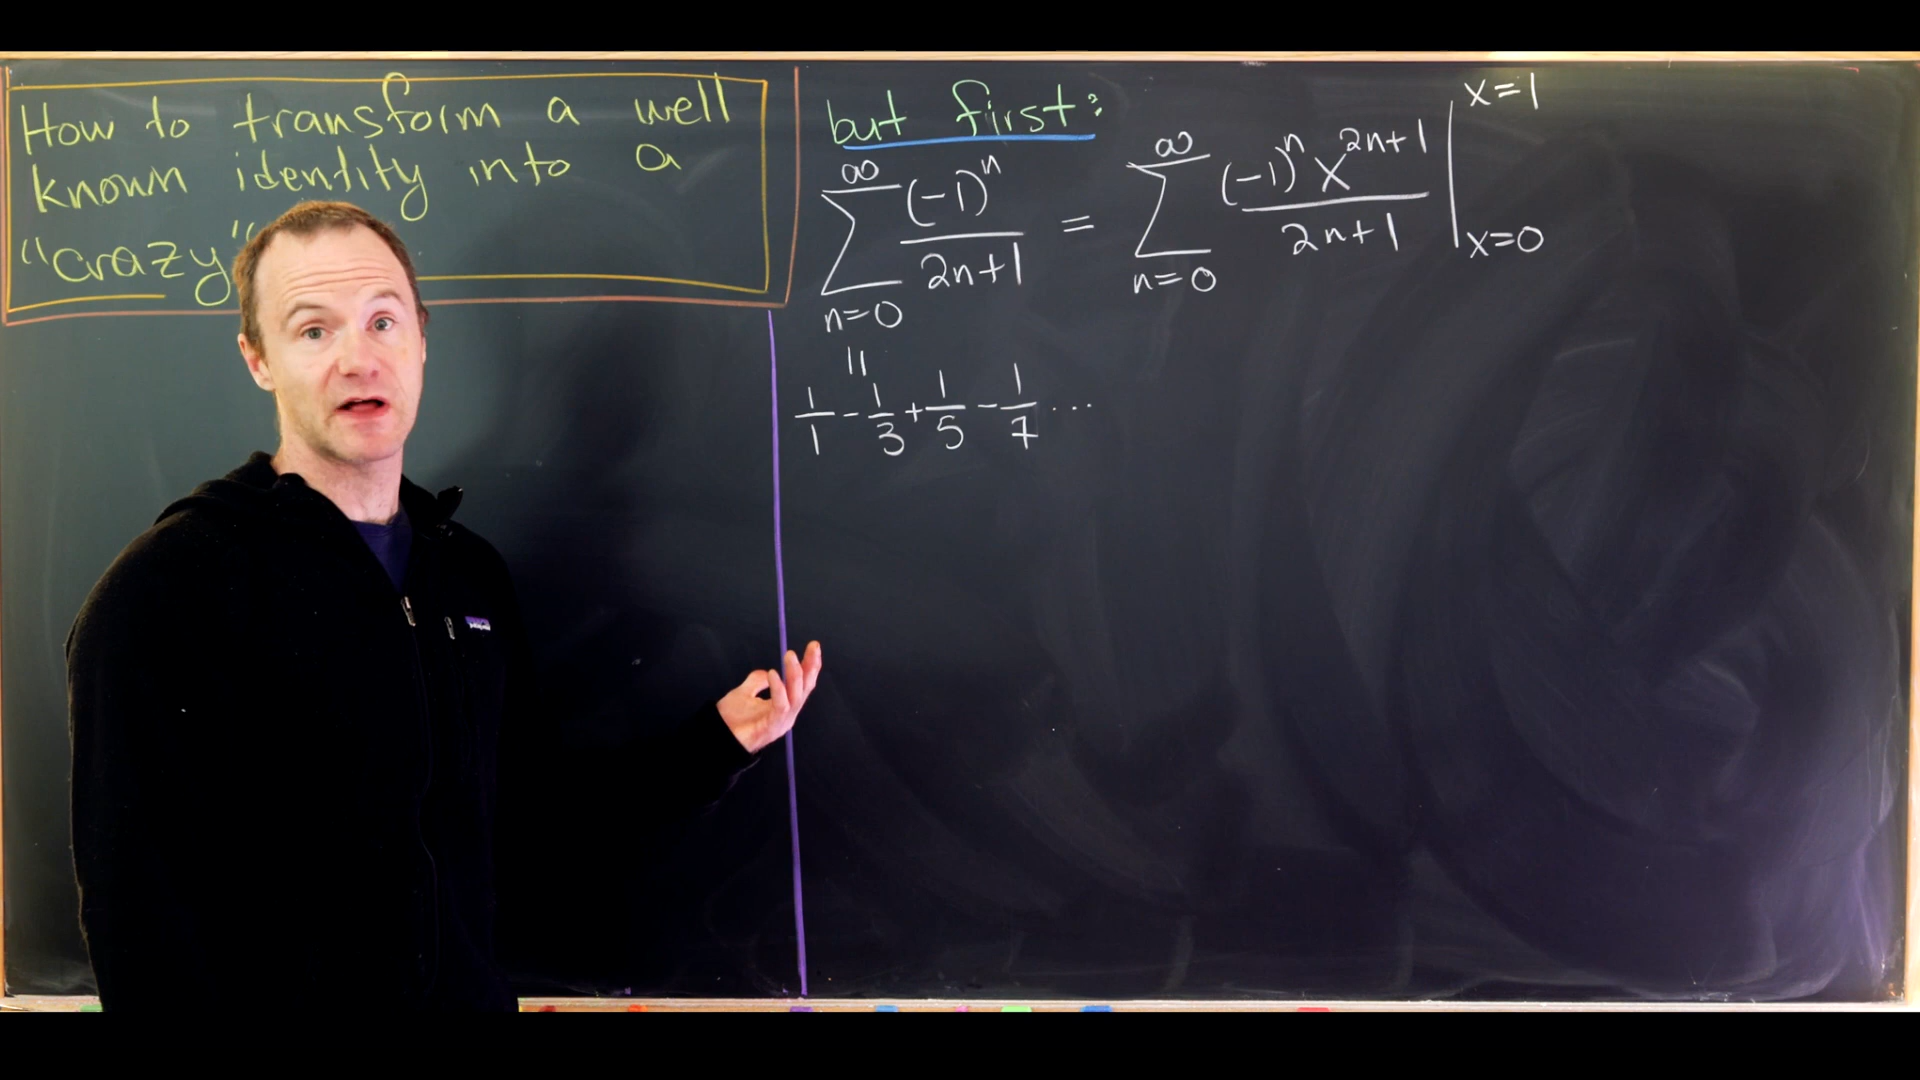 How to transform a well
known identity into a
"crazy"
but first:
∞ ∑ n=0 (-1)^n / 2n+1 = ∞ ∑ n=0 (-1)^n x^{2n+1} / 2n+1 | x=1 x=0
||
1/1 - 1/3 + 1/5 - 1/7 ...